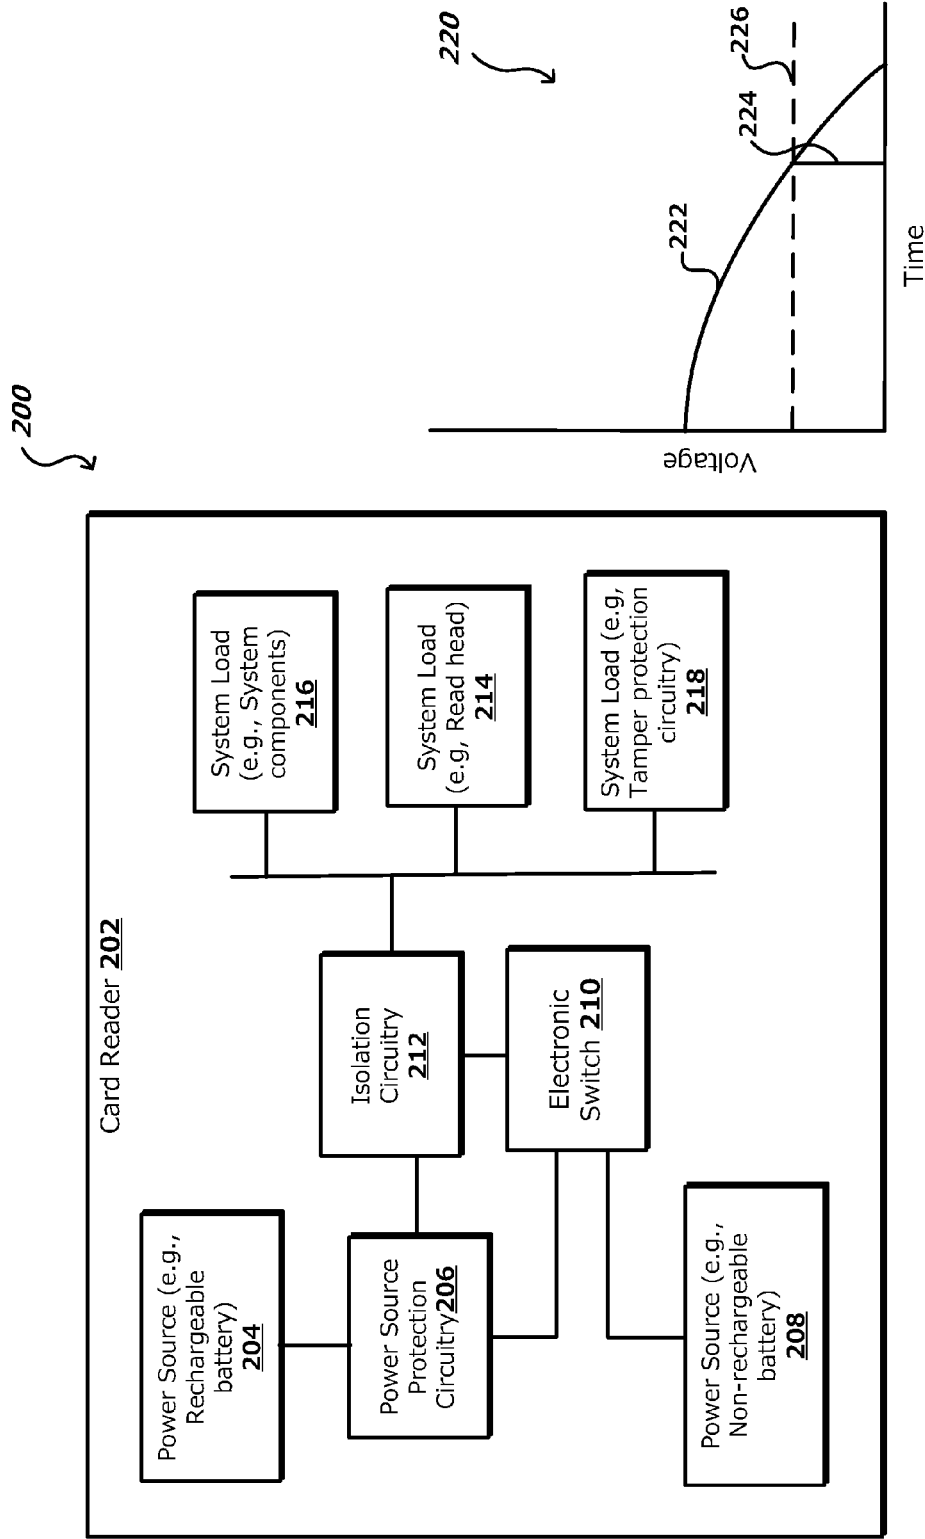 200
Card Reader 202
Power Source (e.g.,
Rechargeable
battery)
204
Power Source
Protection
Circuitry206
Power Source (e.g.,
Non-rechargeable
battery)
208
Isolation
Circuitry
212
Electronic
Switch 210
System Load
(e.g., System
components)
216
System Load
(e.g, Read head)
214
System Load (e.g,
Tamper protection
circuitry)
218
220
Voltage
222
226
224
Time